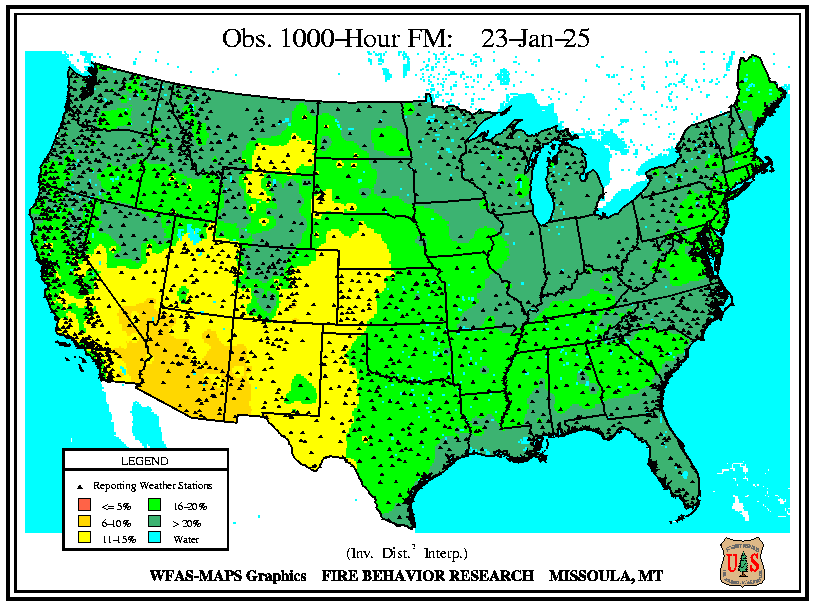 Obs. 1000-Hour FM: 23-Jan-25
LEGEND
Reporting Weather Stations
<= 5% 16-20%
6-10% > 20%
11-15% Water
(Inv. Dist.² Interp.)
WFAS-MAPS Graphics FIRE BEHAVIOR RESEARCH MISSOULA, MT
U S